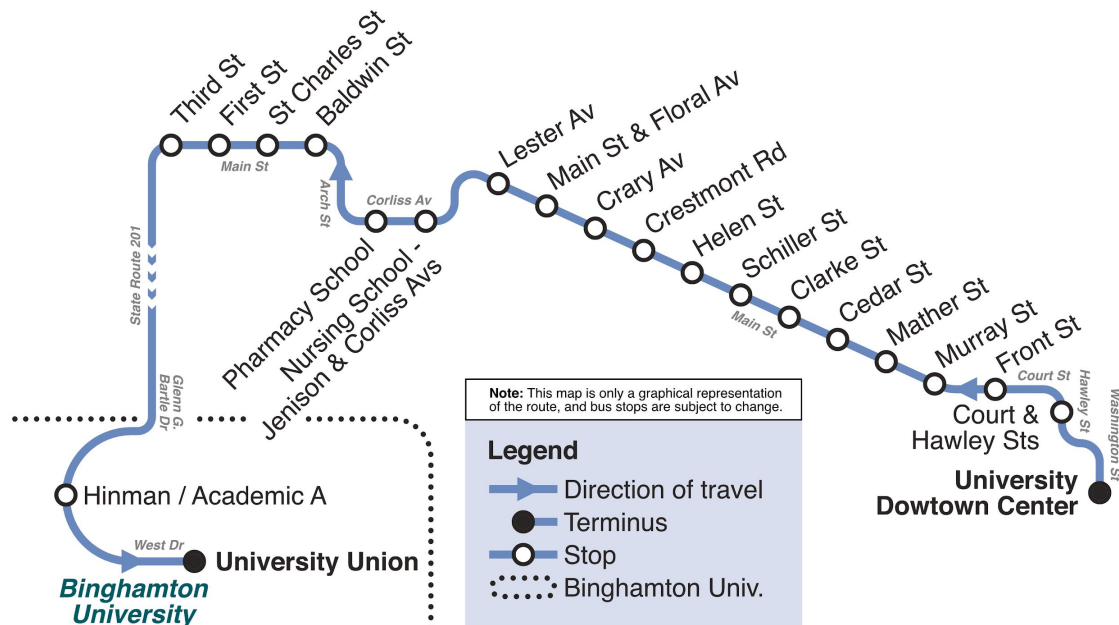 Third St
First St
St Charles St
Baldwin St
Main St
Arch St
Corliss Av
State Route 201
Pharmacy School
Nursing School -
Jenison & Corliss Avs
Lester Av
Main St & Floral Av
Crary Av
Crestmont Rd
Helen St
Schiller St
Clarke St
Cedar St
Mather St
Murray St
Front St
Main St
Court St
Hawley St
Washington St
Court &
Hawley Sts
University
Dowtown Center
Glenn G.
Bartle Dr
Hinman / Academic A
West Dr
University Union
Binghamton
University
Note: This map is only a graphical representation
of the route, and bus stops are subject to change.
Legend
Direction of travel
Terminus
Stop
Binghamton Univ.